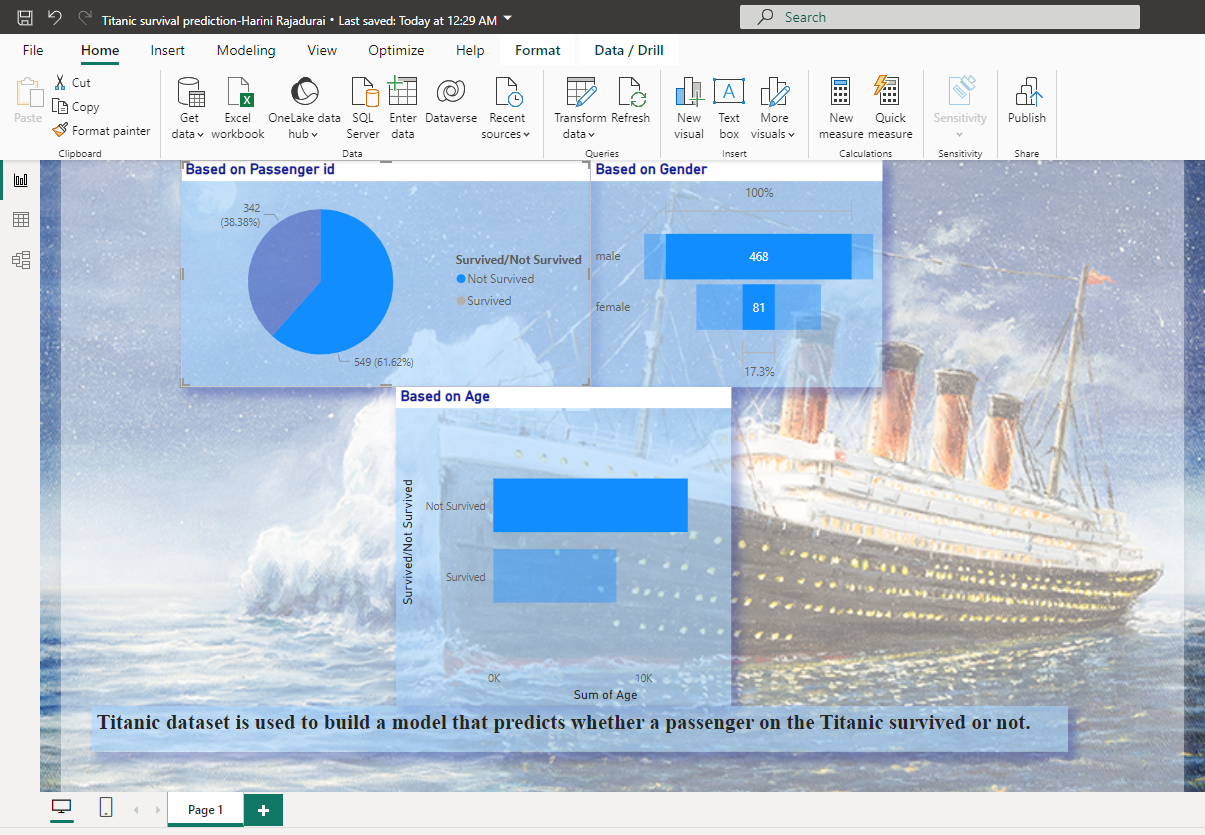 Titanic survival prediction-Harini Rajadurai • Last saved: Today at 12:29 AM
Search
File Home Insert Modeling View Optimize Help Format Data / Drill
Paste
Cut
Copy
Format painter
Clipboard
Get data
Excel workbook
OneLake data hub
SQL Server
Enter data
Dataverse
Recent sources
Data
Transform data
Refresh
Queries
New visual
Text box
More visuals
Insert
New measure
Quick measure
Calculations
Sensitivity
Sensitivity
Publish
Share
Based on Passenger id
342
(38.38%)
549 (61.62%)
Survived/Not Survived
Not Survived
Survived
Based on Gender
100%
male
468
female
81
17.3%
Based on Age
Survived/Not Survived
Not Survived
Survived
0K 10K
Sum of Age
Titanic dataset is used to build a model that predicts whether a passenger on the Titanic survived or not.
Page 1